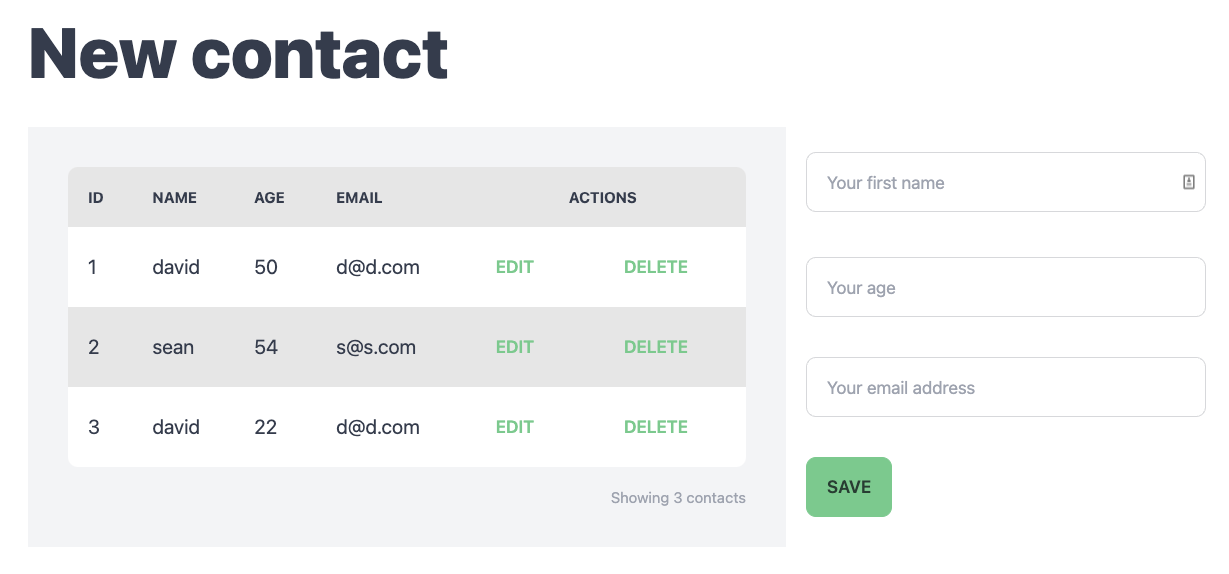 New contact
ID NAME AGE EMAIL ACTIONS
1 david 50 d@d.com EDIT DELETE
2 sean 54 s@s.com EDIT DELETE
3 david 22 d@d.com EDIT DELETE
Showing 3 contacts
Your first name
Your age
Your email address
SAVE